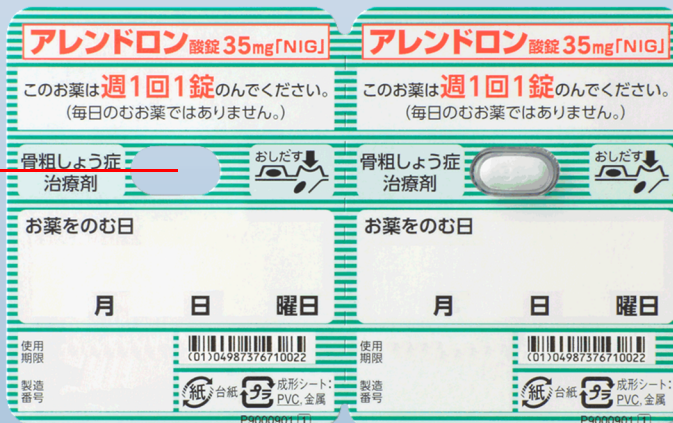 アレンドロン酸錠35mg「NIG」
このお薬は週1回1錠のんでください。
(毎日のむお薬ではありません。)
骨粗しょう症
治療剤
おしだす
お薬をのむ日
月 日 曜日
使用
期限
(01)04987376710022
製造
番号
紙 台紙 プラ 成形シート:
PVC,金属
P9000901 1
アレンドロン酸錠35mg「NIG」
このお薬は週1回1錠のんでください。
(毎日のむお薬ではありません。)
骨粗しょう症
治療剤
おしだす
お薬をのむ日
月 日 曜日
使用
期限
(01)04987376710022
製造
番号
紙 台紙 プラ 成形シート:
PVC,金属
P9000901 1